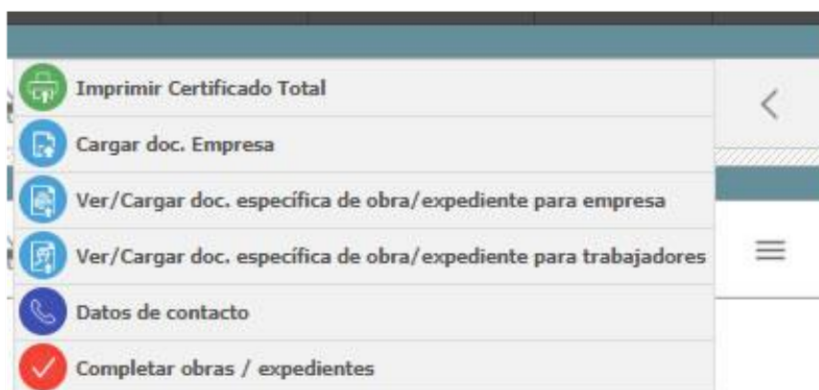 Imprimir Certificado Total
Cargar doc. Empresa
Ver/Cargar doc. específica de obra/expediente para empresa
Ver/Cargar doc. específica de obra/expediente para trabajadores
Datos de contacto
Completar obras / expedientes